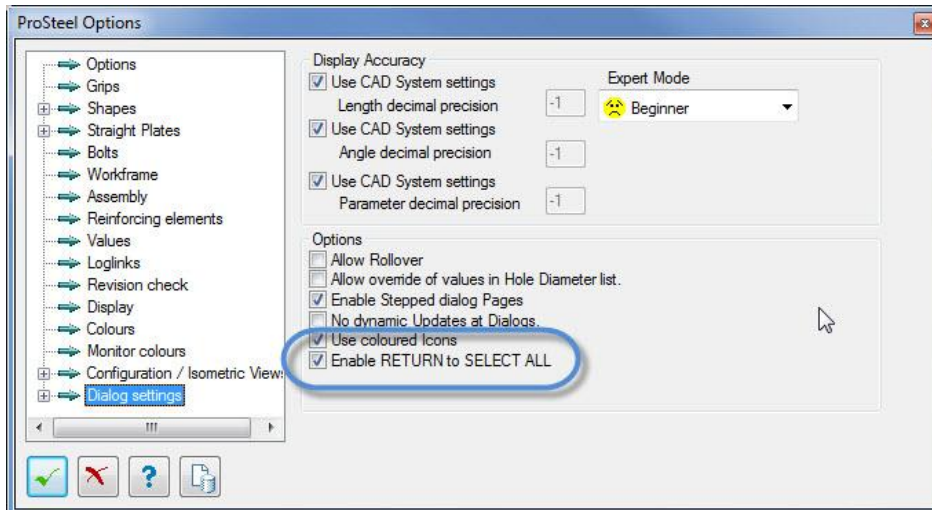 ProSteel Options
Options
Grips
Shapes
Straight Plates
Bolts
Workframe
Assembly
Reinforcing elements
Values
Loglinks
Revision check
Display
Colours
Monitor colours
Configuration / Isometric Views
Dialog settings
Display Accuracy
Use CAD System settings
Length decimal precision
-1
Expert Mode
Beginner
Use CAD System settings
Angle decimal precision
-1
Use CAD System settings
Parameter decimal precision
-1
Options
Allow Rollover
Allow override of values in Hole Diameter list.
Enable Stepped dialog Pages
No dynamic Updates at Dialogs.
Use coloured Icons
Enable RETURN to SELECT ALL
?